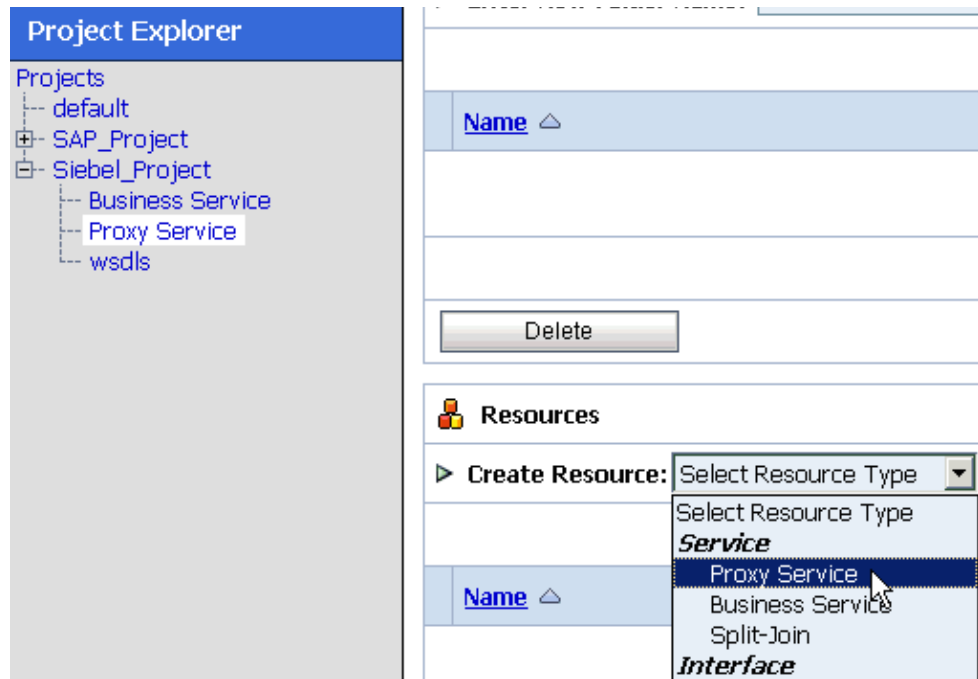 Project Explorer
Projects
default
SAP_Project
Siebel_Project
Business Service
Proxy Service
wsdls
Name
Delete
Resources
Create Resource: Select Resource Type
Select Resource Type
Service
Proxy Service
Business Service
Split-Join
Interface
Name